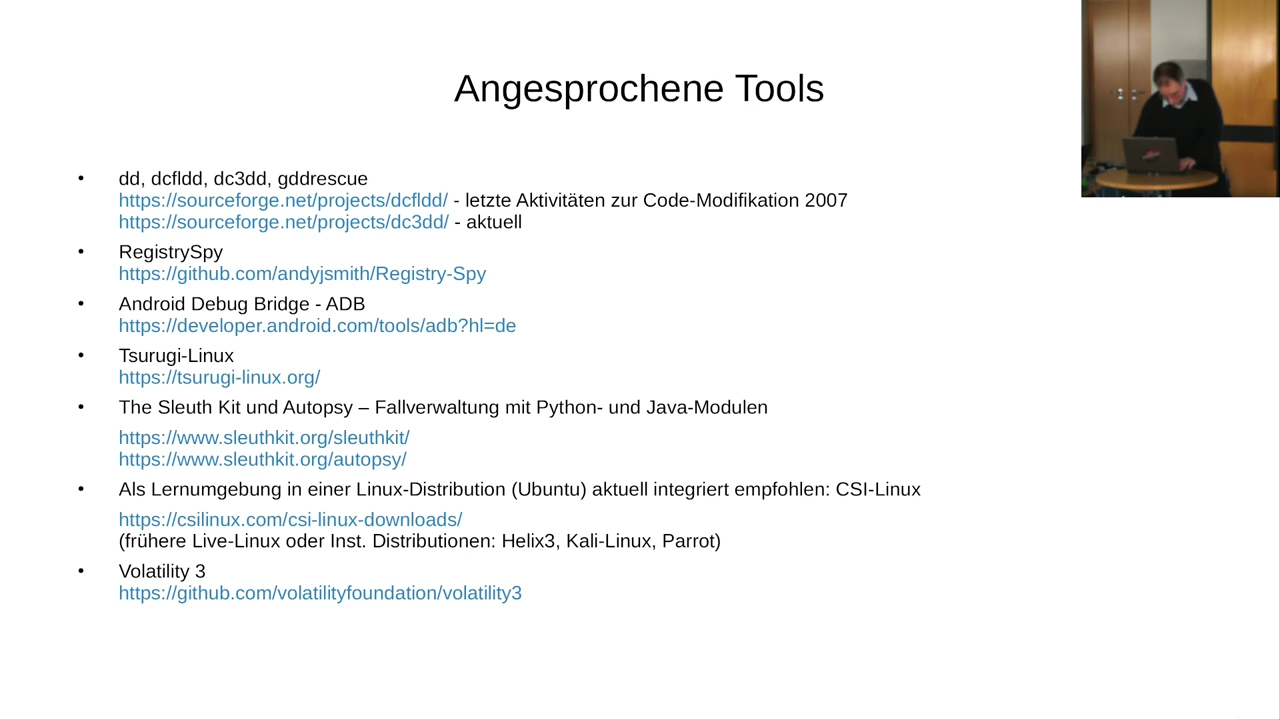 Angesprochene Tools
• dd, dcfldd, dc3dd, gddrescue
https://sourceforge.net/projects/dcfldd/ - letzte Aktivitäten zur Code-Modifikation 2007
https://sourceforge.net/projects/dc3dd/ - aktuell
• RegistrySpy
https://github.com/andyjsmith/Registry-Spy
• Android Debug Bridge - ADB
https://developer.android.com/tools/adb?hl=de
• Tsurugi-Linux
https://tsurugi-linux.org/
• The Sleuth Kit und Autopsy – Fallverwaltung mit Python- und Java-Modulen
https://www.sleuthkit.org/sleuthkit/
https://www.sleuthkit.org/autopsy/
• Als Lernumgebung in einer Linux-Distribution (Ubuntu) aktuell integriert empfohlen: CSI-Linux
https://csilinux.com/csi-linux-downloads/
(frühere Live-Linux oder Inst. Distributionen: Helix3, Kali-Linux, Parrot)
• Volatility 3
https://github.com/volatilityfoundation/volatility3